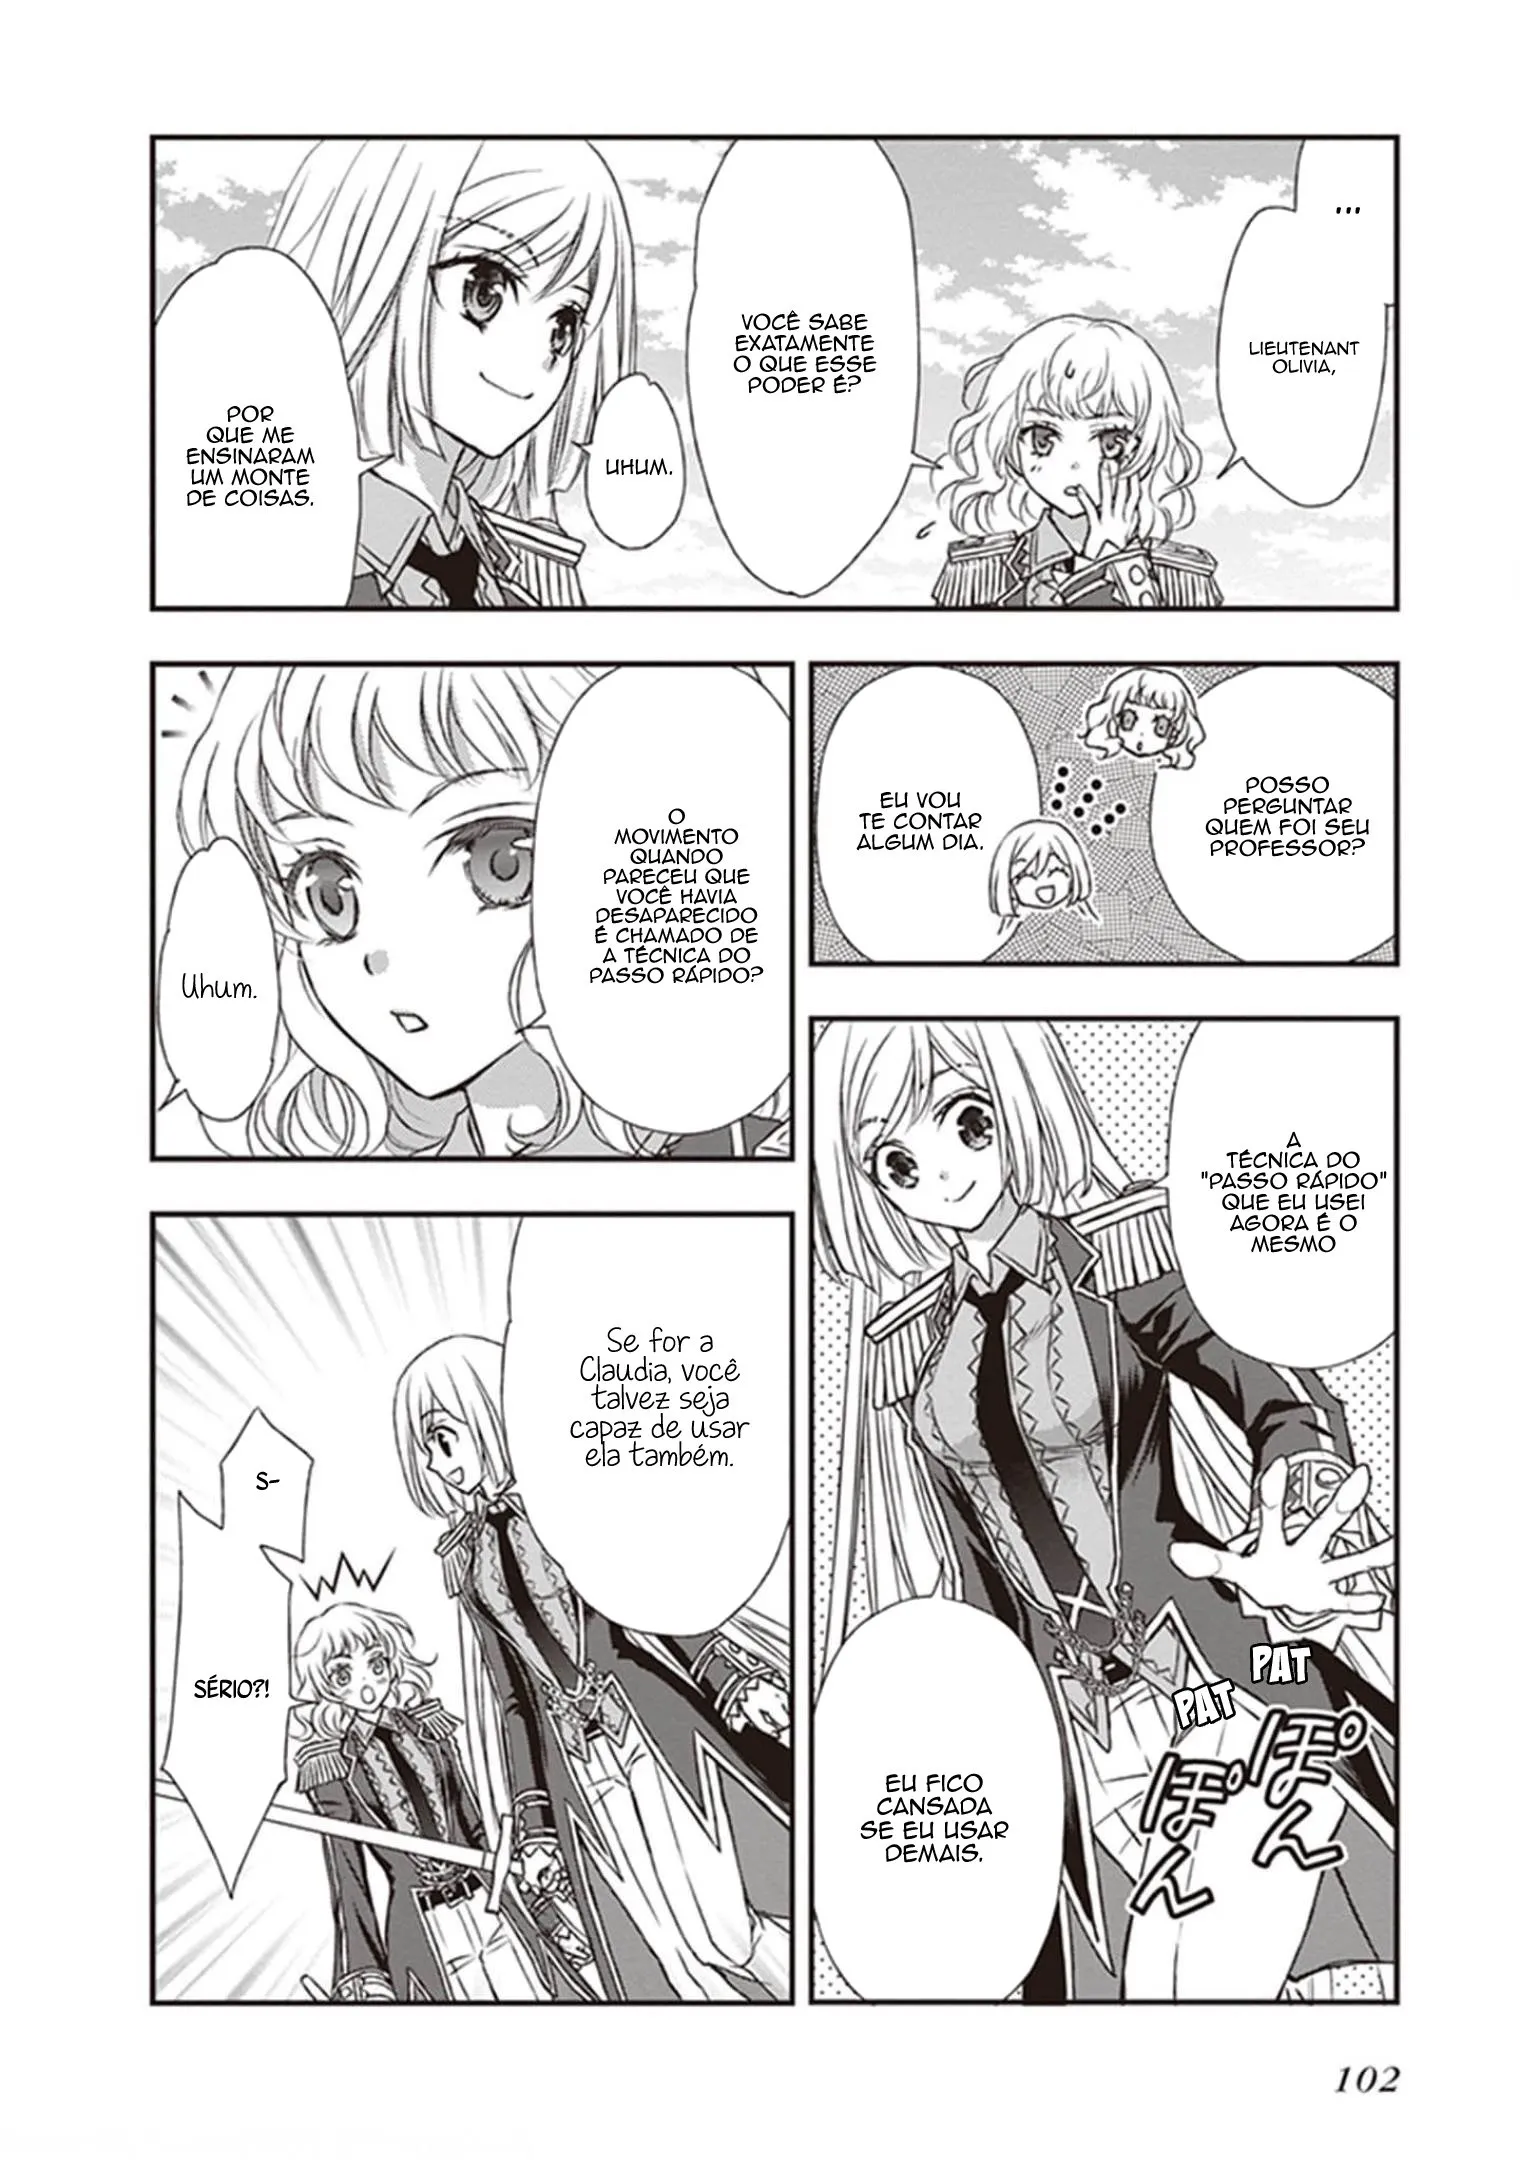 ...
LIEUTENANT
OLIVIA,
VOCÊ SABE
EXATAMENTE
O QUE ESSE
PODER É?
UHUM.
POR
QUE ME
ENSINARAM
UM MONTE
DE COISAS.
POSSO
PERGUNTAR
QUEM FOI SEU
PROFESSOR?
EU VOU
TE CONTAR
ALGUM DIA.
O
MOVIMENTO
QUANDO
PARECEU QUE
VOCÊ HAVIA
DESAPARECIDO
É CHAMADO DE
A TÉCNICA DO
PASSO RÁPIDO?
Uhum.
A
TÉCNICA DO
"PASSO RÁPIDO"
QUE EU USEI
AGORA É O
MESMO
PAT
PAT
ぽん
ぽん
EU FICO
CANSADA
SE EU USAR
DEMAIS.
Se for a
Claudia, você
talvez seja
capaz de usar
ela também.
S-
SÉRIO?!
102